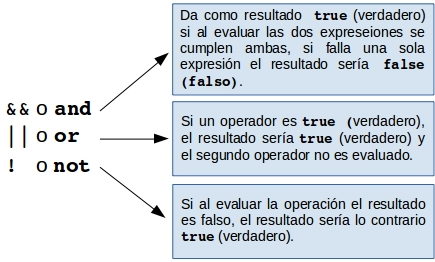 Da como resultado true (verdadero)
si al evaluar las dos expreseiones se
cumplen ambas, si falla una sola
expresión el resultado sería false
(falso).
&& o and
|| o or
! o not
Si un operador es true (verdadero),
el resultado sería true (verdadero) y
el segundo operador no es evaluado.
Si al evaluar la operación el resultado
es falso, el resultado sería lo contrario
true (verdadero).